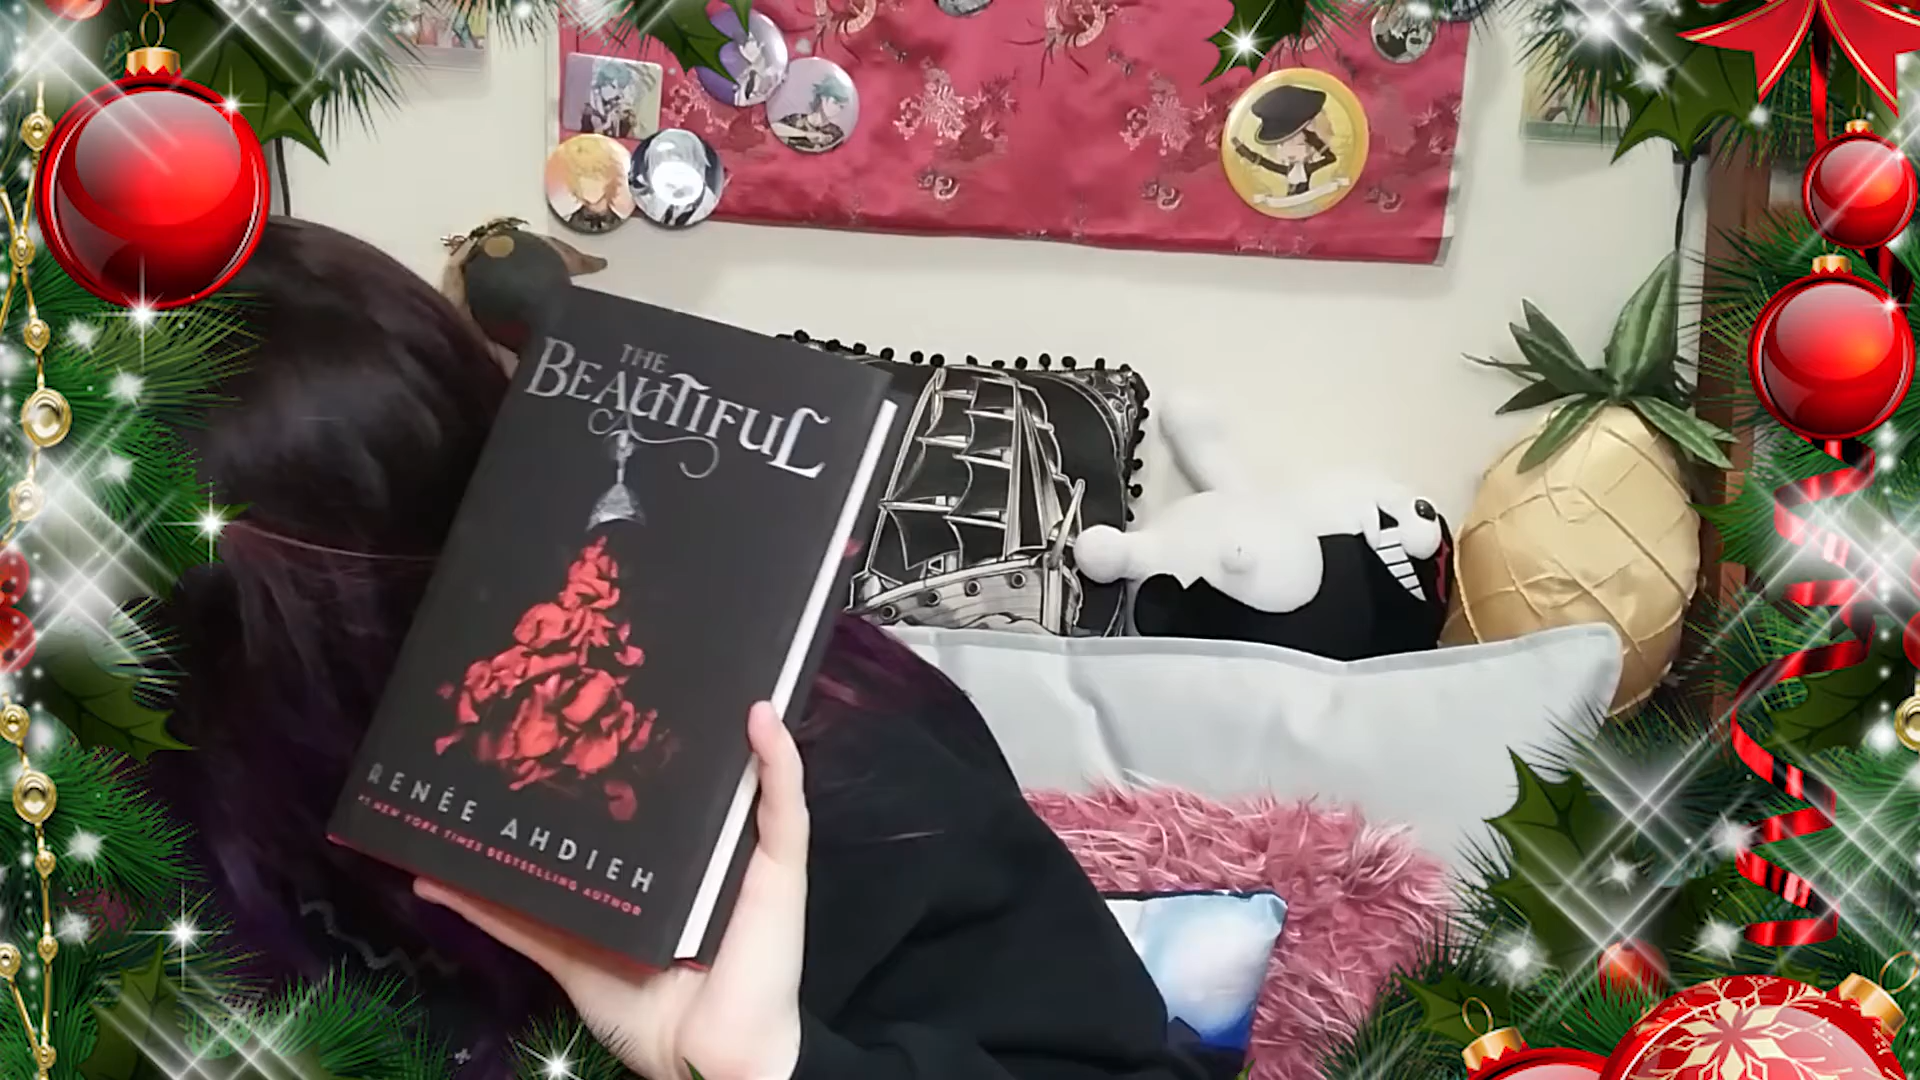 THE
BEAUTIFUL
RENÉE AHDIEH
#1 NEW YORK TIMES BESTSELLING AUTHOR